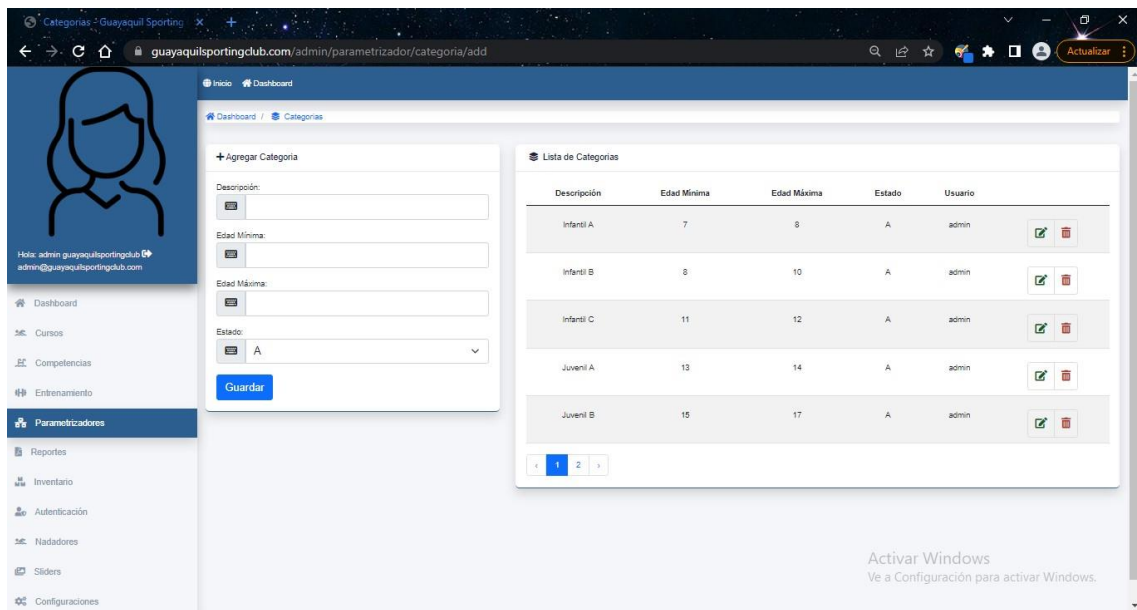 Categorias - Guayaquil Sporting
guayaquilsportingclub.com/admin/parametrizador/categoria/add
Actualizar
Inicio Dashboard
Dashboard / Categorias
Hola: admin guayaquilsportingclub
admin@guayaquilsportingclub.com
Dashboard
Cursos
Competencias
Entrenamiento
Parametrizadores
Reportes
Inventario
Autenticación
Nadadores
Sliders
Configuraciones
Agregar Categoria
Descripción:
Edad Mínima:
Edad Máxima:
Estado:
A
Guardar
Lista de Categorias
Descripción Edad Mínima Edad Máxima Estado Usuario
Infantil A 7 8 A admin
Infantil B 8 10 A admin
Infantil C 11 12 A admin
Juvenil A 13 14 A admin
Juvenil B 15 17 A admin
‹ 1 2 ›
Activar Windows
Ve a Configuración para activar Windows.